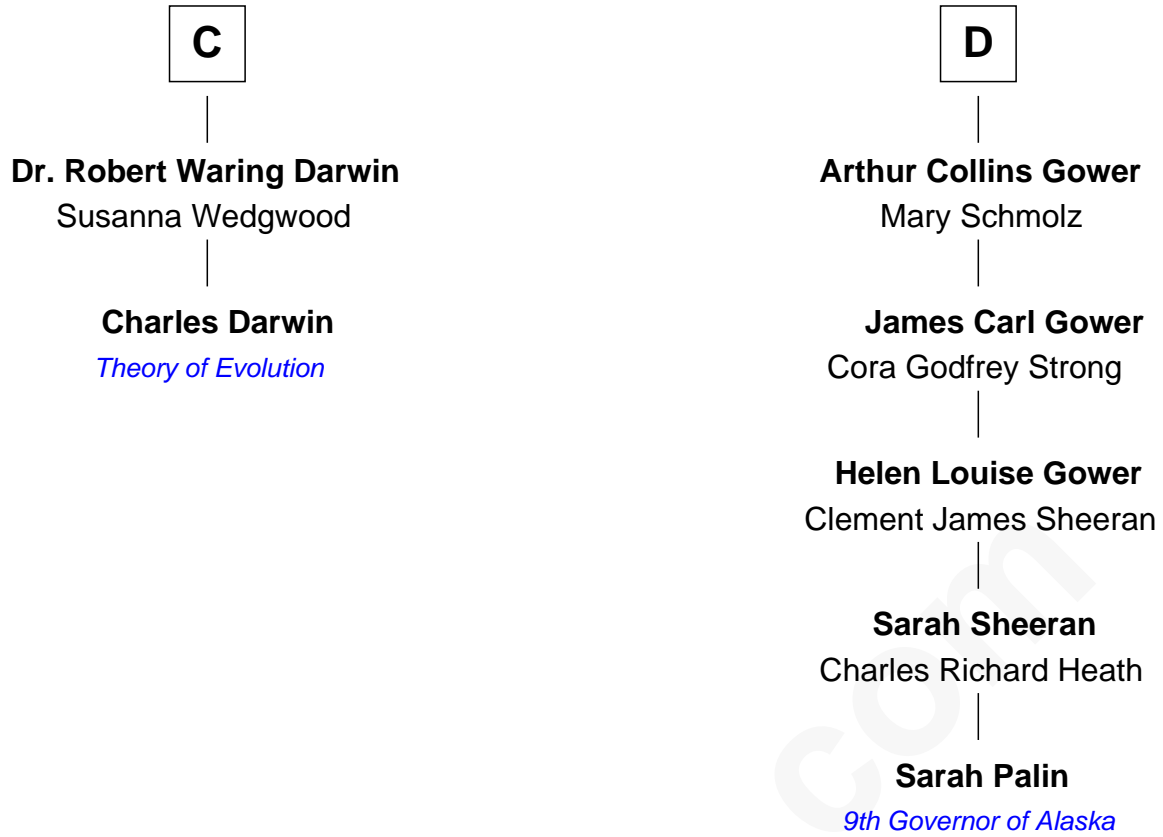 C
Dr. Robert Waring Darwin
Susanna Wedgwood
Charles Darwin
Theory of Evolution
D
Arthur Collins Gower
Mary Schmolz
James Carl Gower
Cora Godfrey Strong
Helen Louise Gower
Clement James Sheeran
Sarah Sheeran
Charles Richard Heath
Sarah Palin
9th Governor of Alaska
com